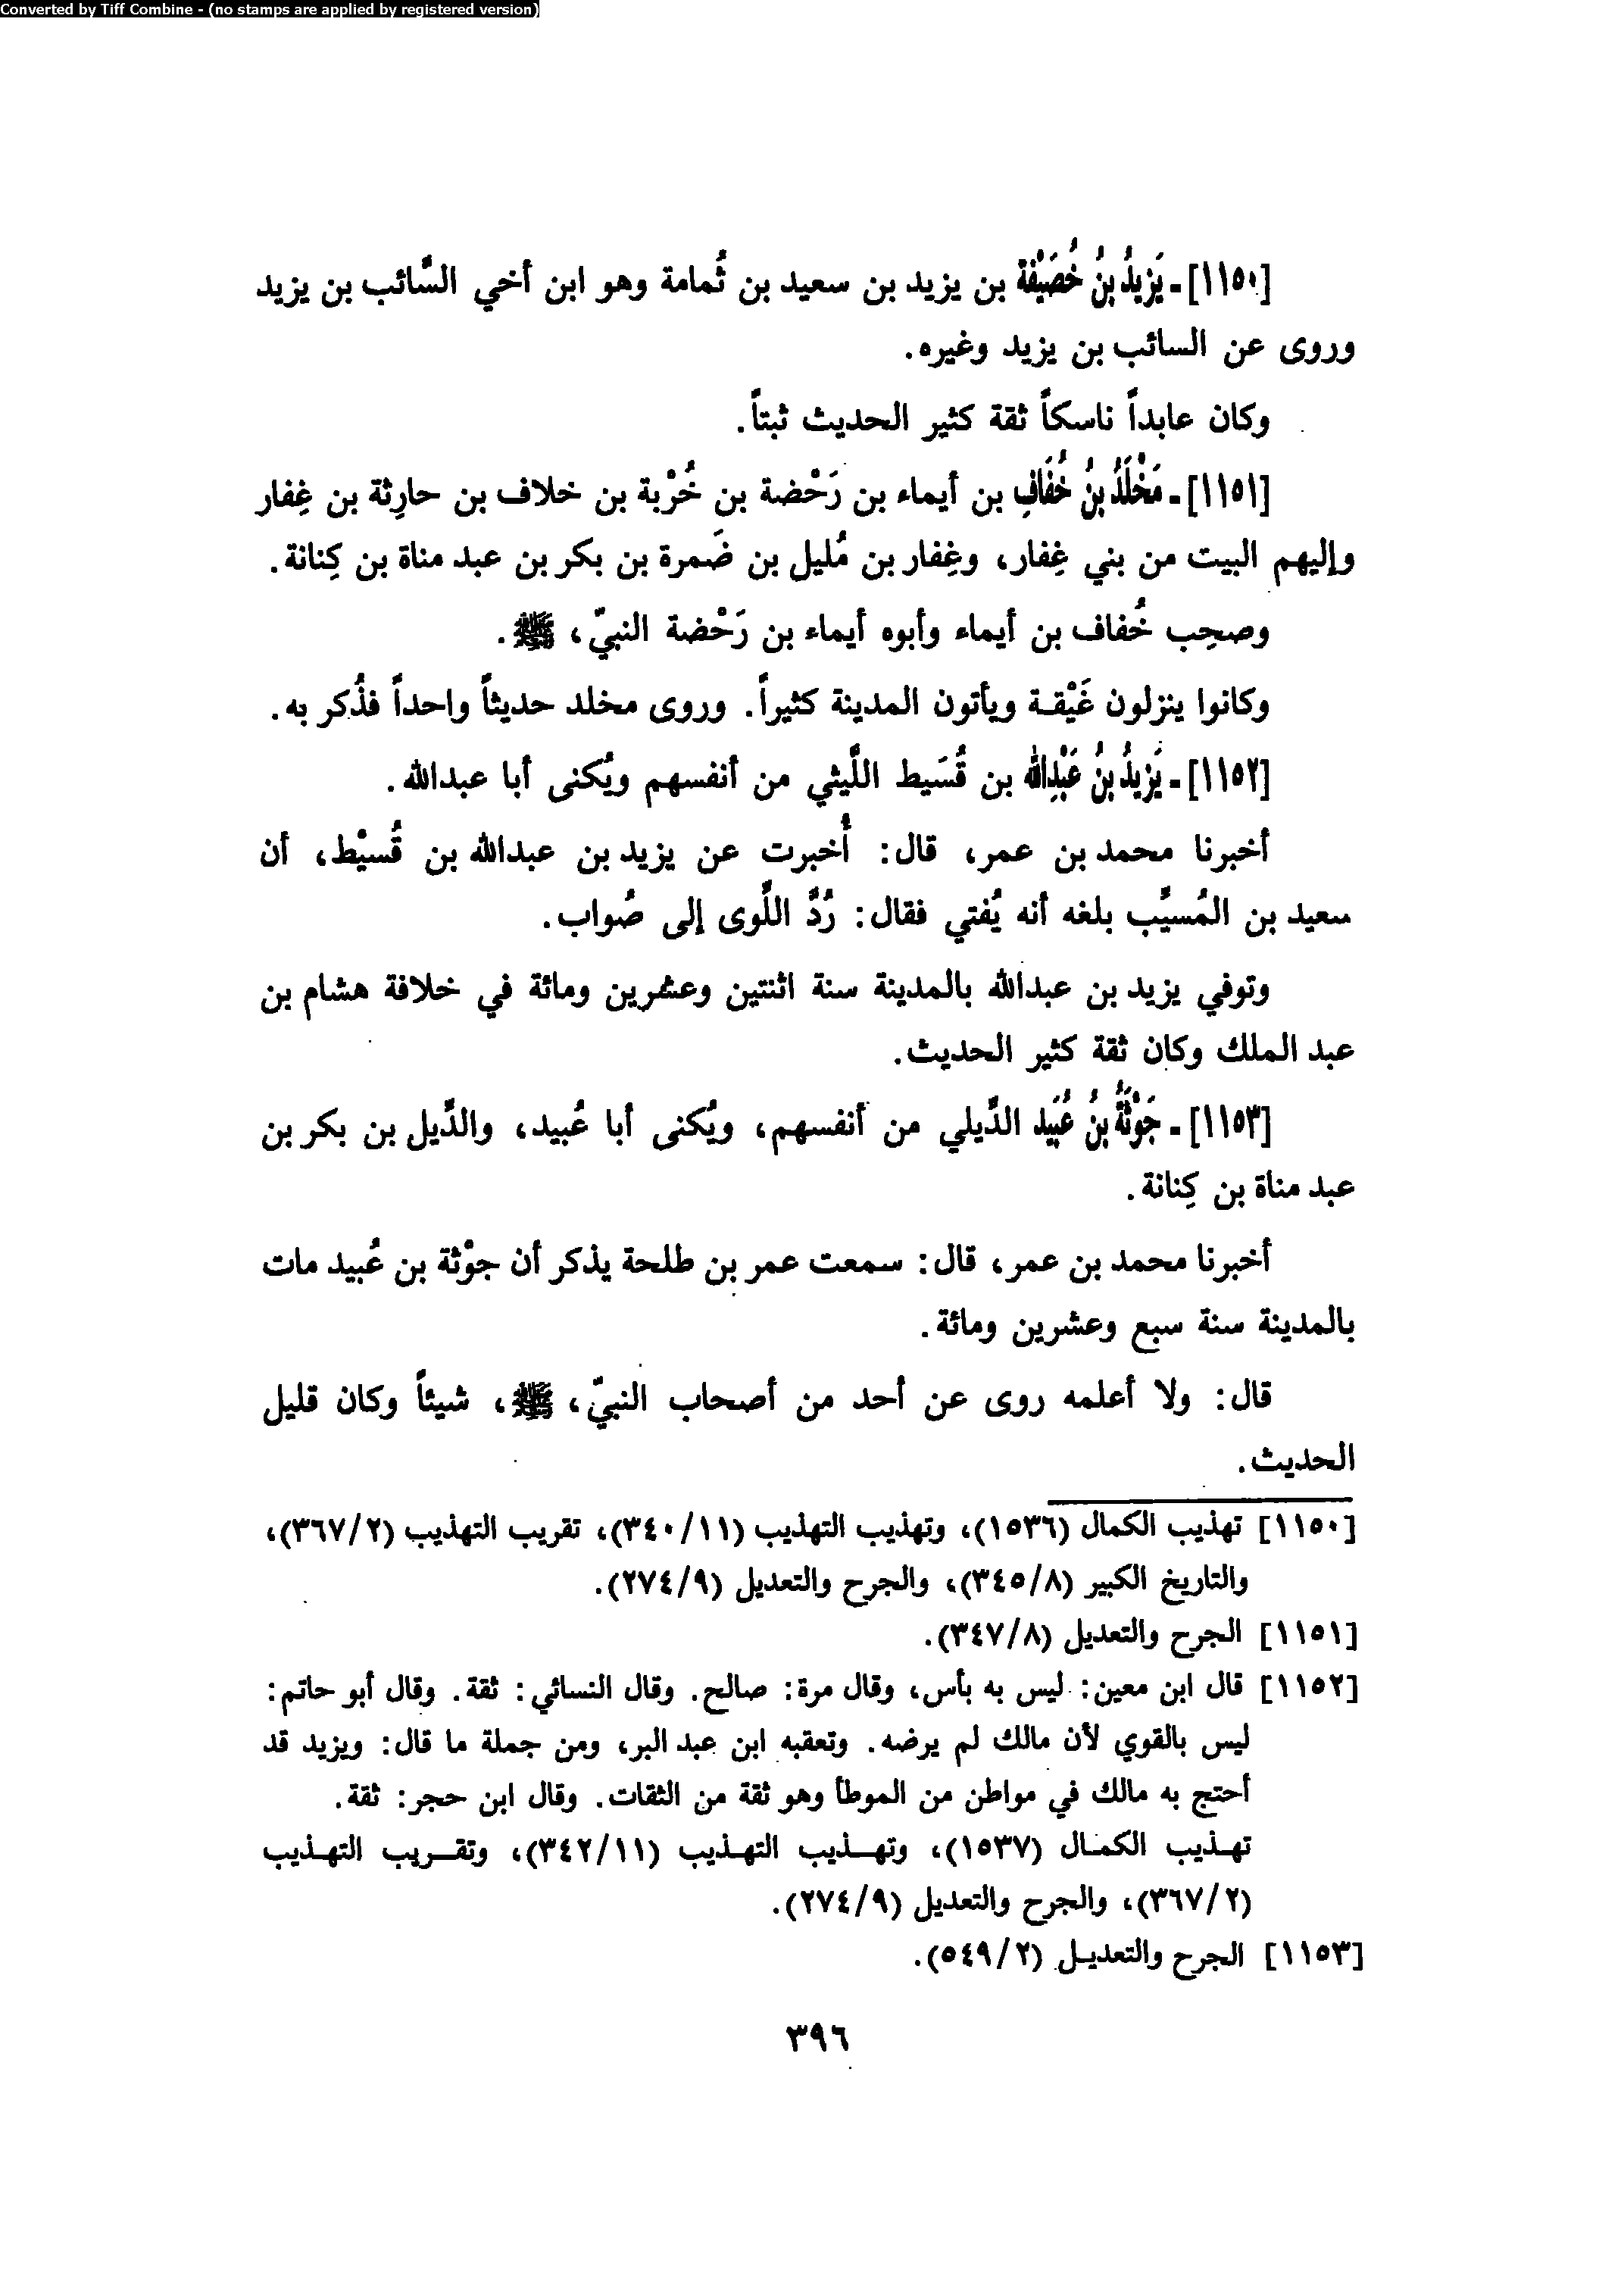 Converted by Tiff Combine - (no stamps are applied by registered version)
[١١٥٠] - يَزِيدُ بنُ خُصَيْفَةُ بن يزيد بن سعيد بن ثُمامة وهو ابن أخي السَّائب بن يزيد
وروى عن السائب بن يزيد وغيره.
وكان عابداً ناسكاً ثقة كثير الحديث ثبتاً.
[١١٥١] - مَخْلَدُ بنُ خُفَافِ بن أيماء بن رَحْضة بن خُرْبة بن خلاف بن حارِثة بن غِفار
وإليهم البيت من بني غِفار، وغِفار بن مُليل بن ضَمرة بن بكر بن عبد مناة بن كِنانة.
وصحِب خُفاف بن أيماء وأبوه أيماء بن رَحْضة النبيّ، ﷺ.
وكانوا ينزلون غَيْقة ويأتون المدينة كثيراً. وروى مخلد حديثاً واحداً فذُكر به.
[١١٥٢] - يَزِيدُ بنُ عَبْدِالله بن قُسَيط اللَّيثي من أنفسهم ويُكنى أبا عبدالله.
أخبرنا محمد بن عمر، قال: أُخبرت عن يزيد بن عبدالله بن قُسيْط، أن
سعيد بن المُسيَّب بلغه أنه يُفتي فقال: رُدَّ اللَّوى إلى صُواب.
وتوفي يزيد بن عبدالله بالمدينة سنة اثنتين وعشرين ومائة في خلافة هشام بن
عبد الملك وكان ثقة كثير الحديث.
[١١٥٣] - جَوْثَةُ بنُ عُبَيد الدَّيلي من أنفسهم، ويُكنى أبا عُبيد، والدَّيل بن بكر بن
عبد مناة بن كِنانة.
أخبرنا محمد بن عمر، قال: سمعت عمر بن طلحة يذكر أن جوْثة بن عُبيد مات
بالمدينة سنة سبع وعشرين ومائة.
قال: ولا أعلمه روى عن أحد من أصحاب النبيّ، ﷺ، شيئاً وكان قليل
الحديث.
[١١٥٠] تهذيب الكمال (١٥٣٦)، وتهذيب التهذيب (١١/ ٣٤٠)، تقريب التهذيب (٢/ ٣٦٧)،
والتاريخ الكبير (٨/ ٣٤٥)، والجرح والتعديل (٩/ ٢٧٤).
[١١٥١] الجرح والتعديل (٨/ ٣٤٧).
[١١٥٢] قال ابن معين: ليس به بأس، وقال مرة: صالح. وقال النسائي: ثقة. وقال أبو حاتم:
ليس بالقوي لأن مالك لم يرضه. وتعقبه ابن عبد البر، ومن جملة ما قال: ويزيد قد
أحتج به مالك في مواطن من الموطأ وهو ثقة من الثقات. وقال ابن حجر: ثقة.
تهذيب الكمال (١٥٣٧)، وتهذيب التهذيب (١١/ ٣٤٢)، وتقريب التهذيب
(٢/ ٣٦٧)، والجرح والتعديل (٩/ ٢٧٤).
[١١٥٣] الجرح والتعديل (٢/ ٥٤٩).
٣٩٦